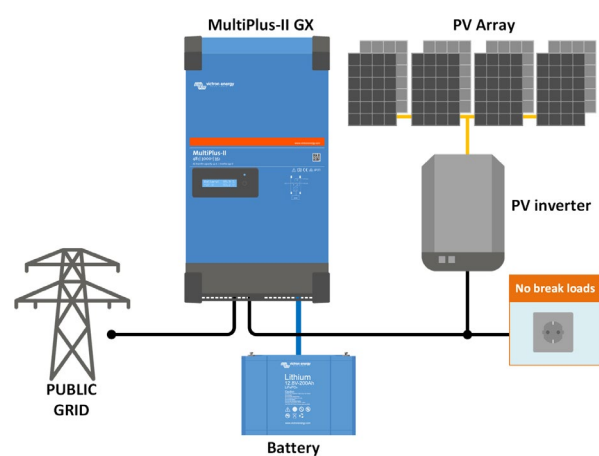 MultiPlus-II GX
PV Array
victron energy
MultiPlus-II
PV inverter
No break loads
PUBLIC
GRID
victron energy
Lithium
12,8V-200Ah
Battery